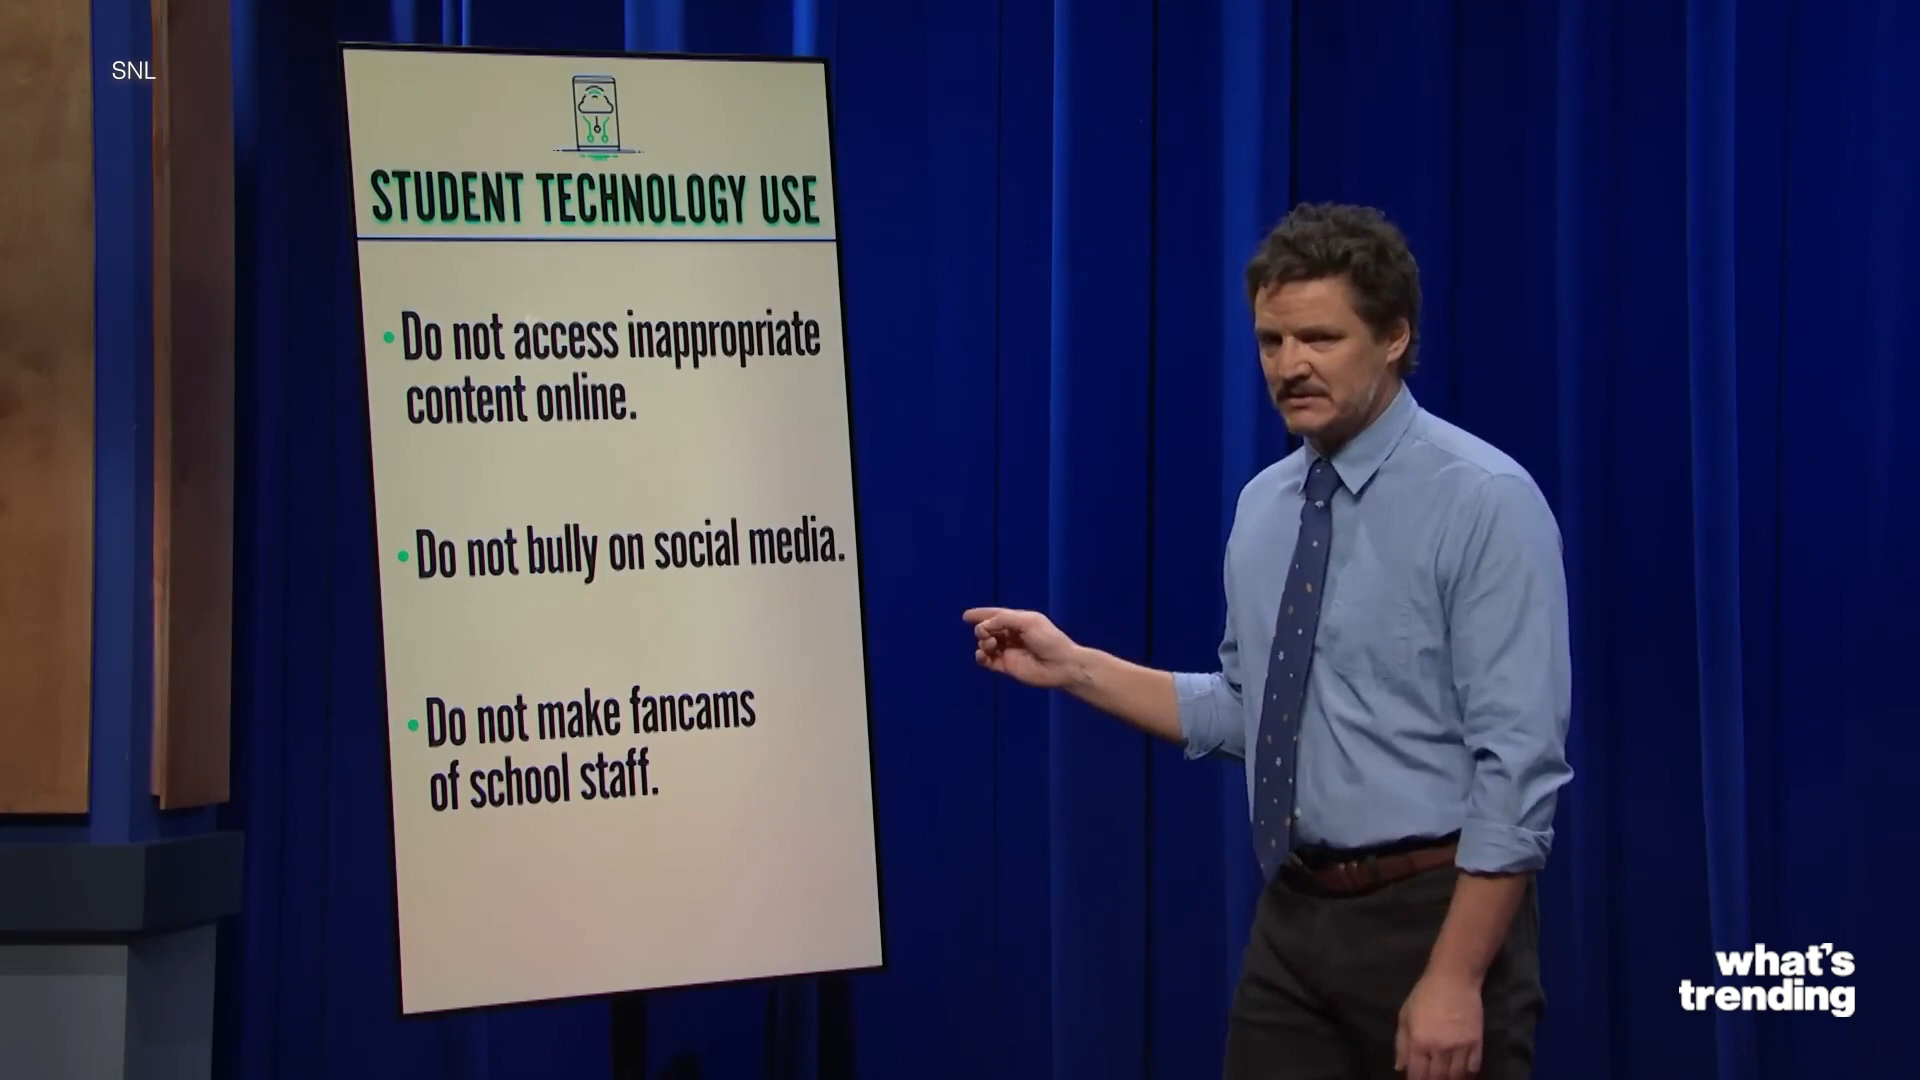 SNL
STUDENT TECHNOLOGY USE
• Do not access inappropriate
content online.
• Do not bully on social media.
• Do not make fancams
of school staff.
what's
trending